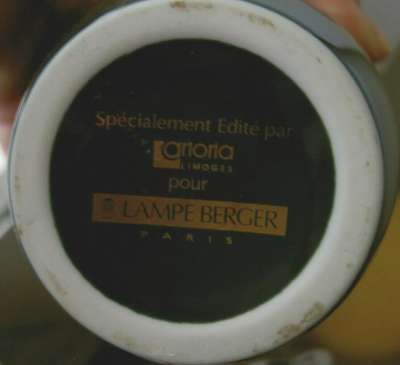 Spécialement Edité par
artoria
LIMOGES
pour
LAMPE BERGER
PARIS